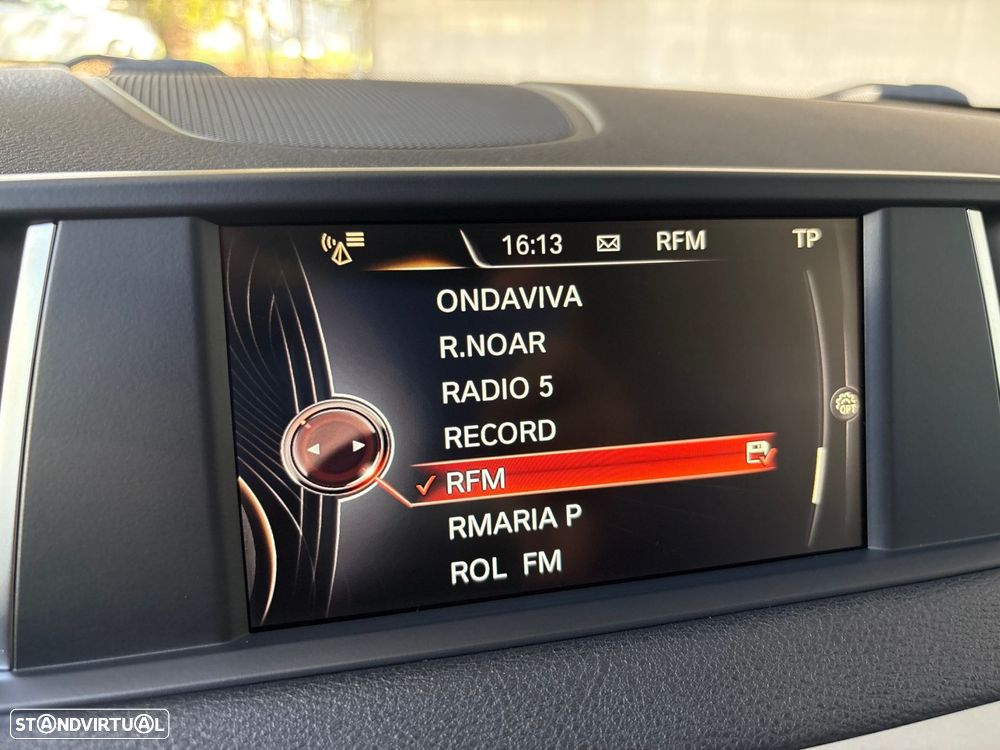 16:13 RFM TP
ONDAVIVA
R.NOAR
RADIO 5
RECORD
OPT
RFM
RMARIA P
ROL FM
STANDVIRTUAL